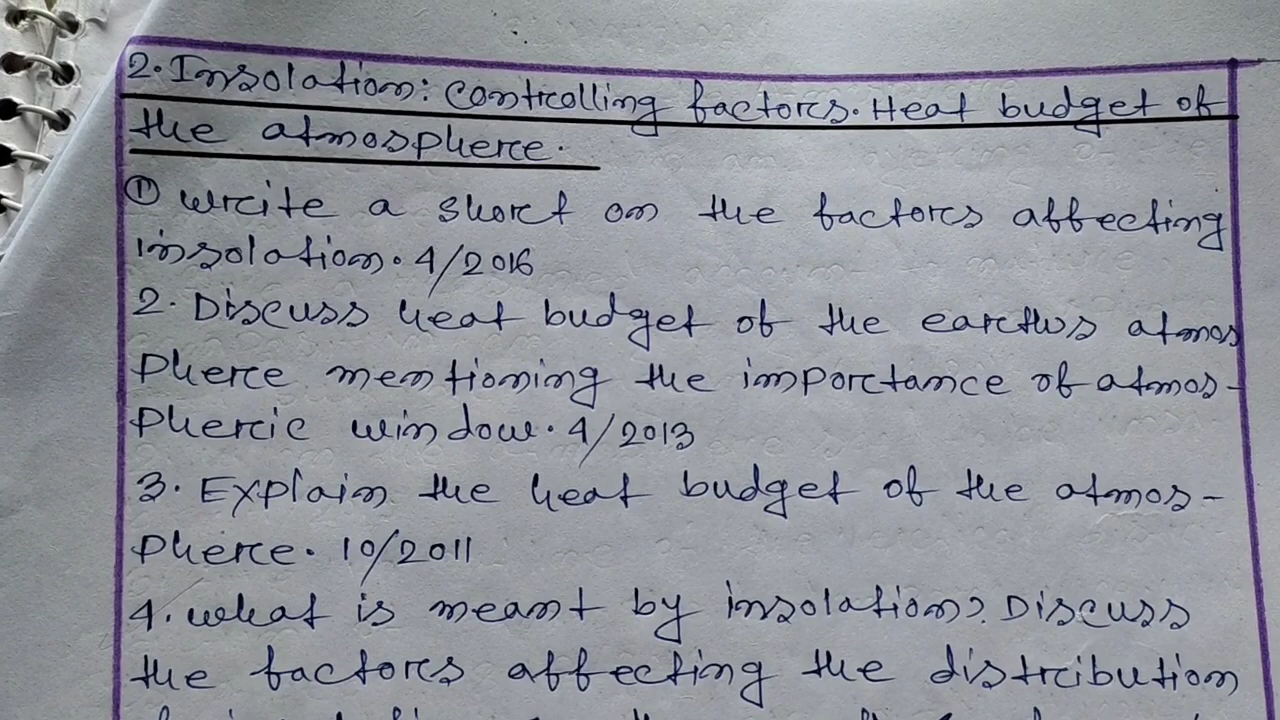 2. Insolation: Controlling factors. Heat budget of
the atmosphere.
① Write a short on the factors affecting
insolation. 4/2016
2. Discuss heat budget of the earths atmos
phere mentioning the importance of atmos-
pheric window. 4/2013
3. Explain the heat budget of the atmos-
phere. 10/2011
4. What is meant by insolation? Discuss
the factors affecting the distribution